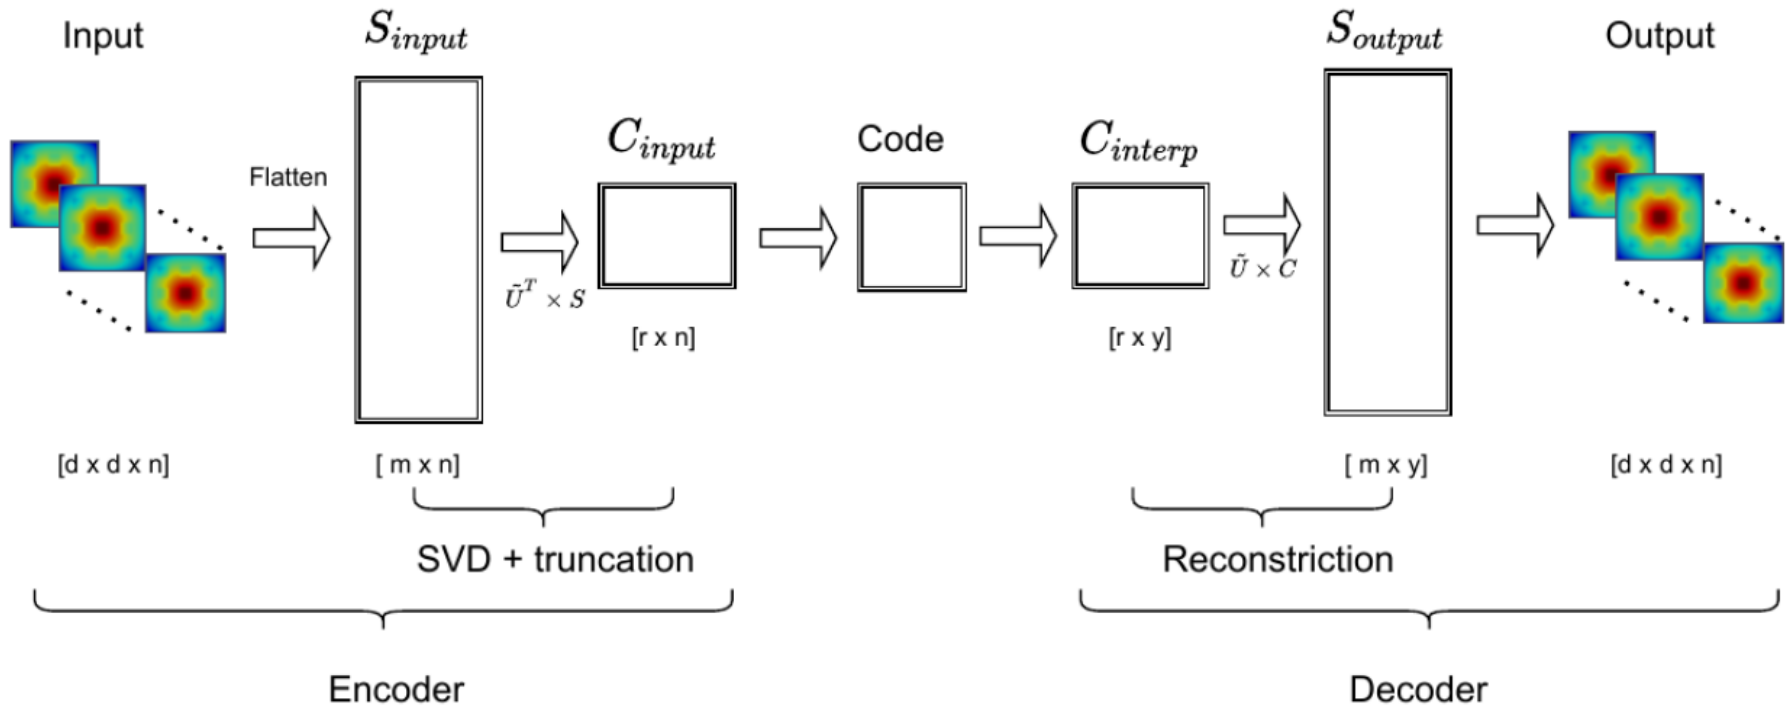 Input
S_input
S_output
Output
C_input
Code
C_interp
Flatten
Ũ^T × S
Ũ × C
[r x n]
[r x y]
[d x d x n]
[ m x n]
[ m x y]
[d x d x n]
SVD + truncation
Reconstriction
Encoder
Decoder